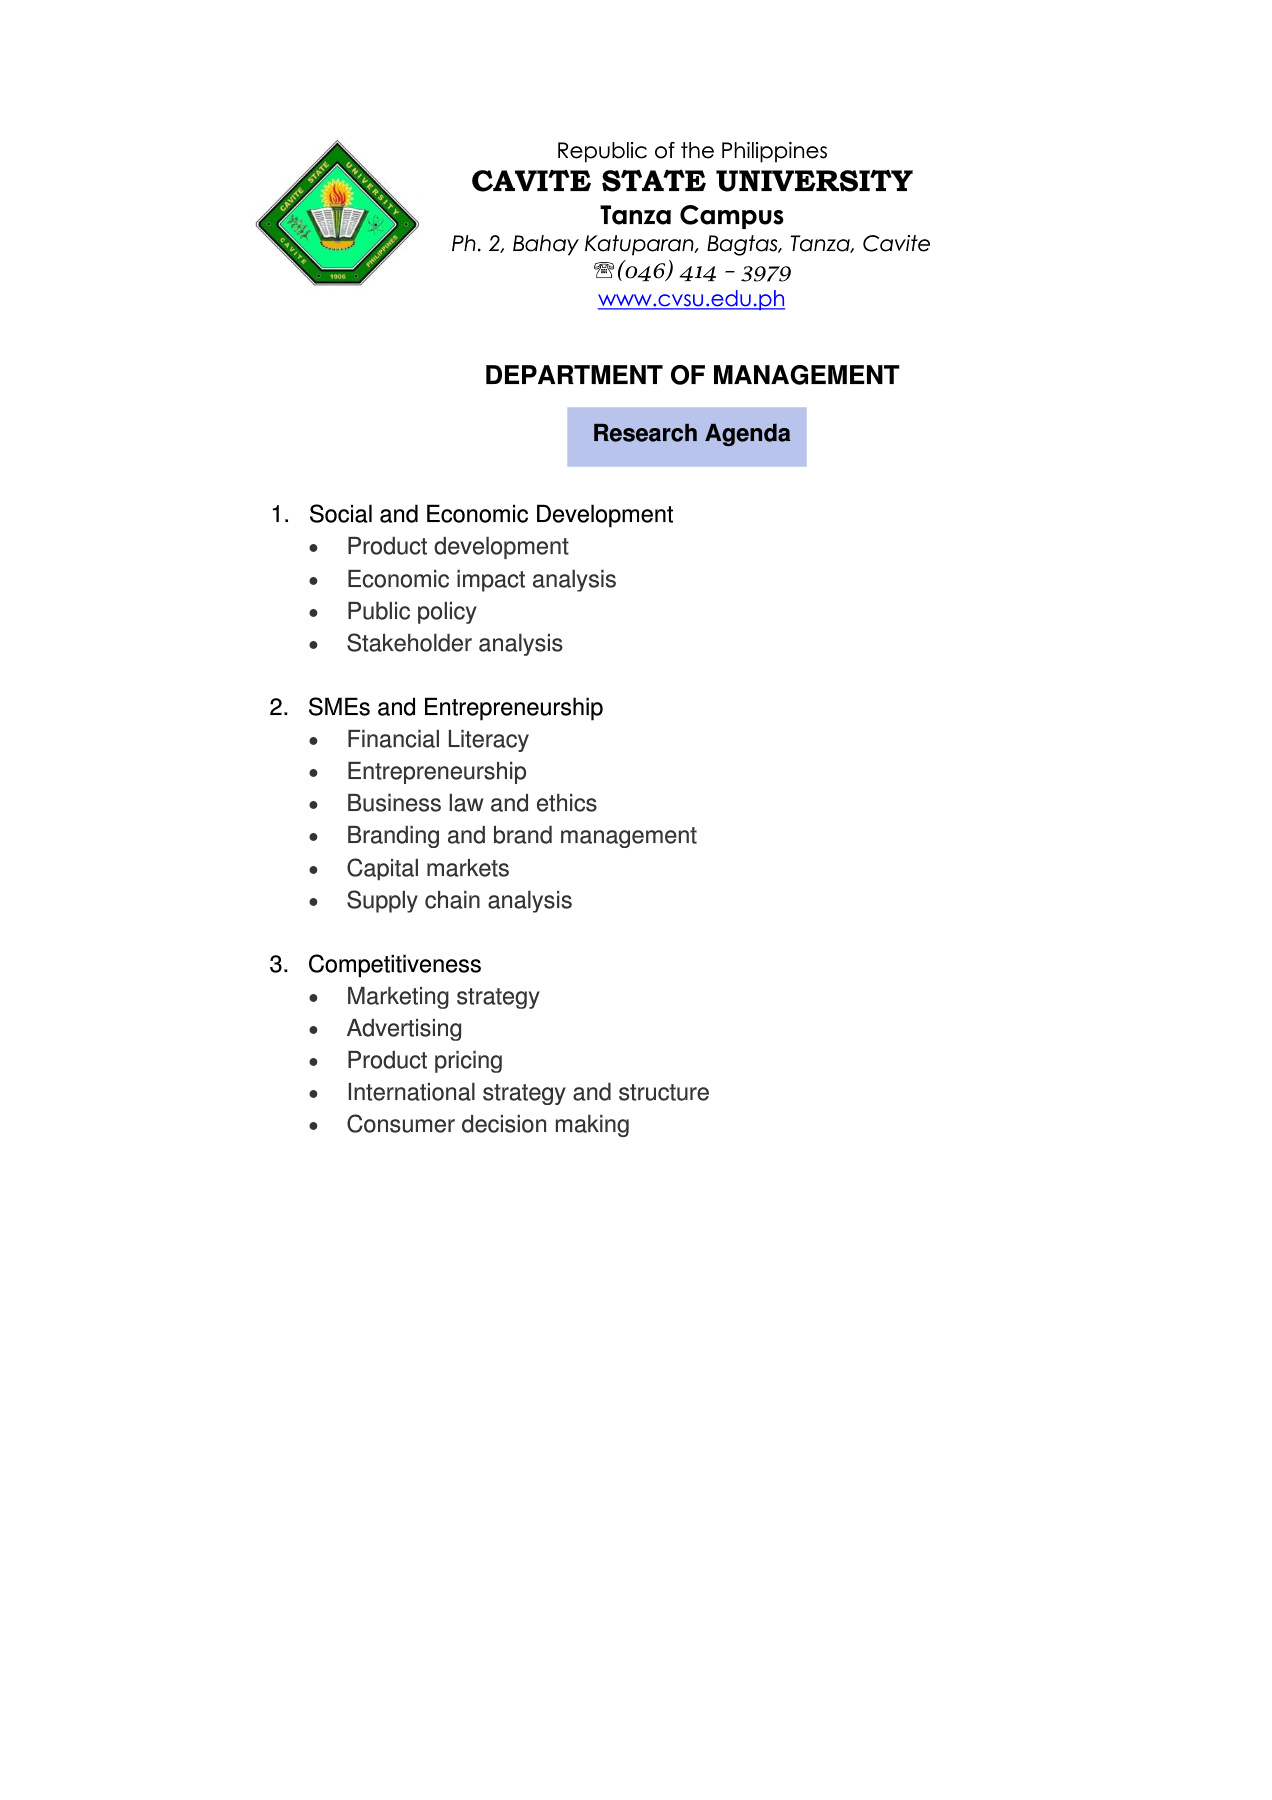 CAVITE STATE UNIVERSITY
CAVITE
PHILIPPINES
1906
Republic of the Philippines
CAVITE STATE UNIVERSITY
Tanza Campus
Ph. 2, Bahay Katuparan, Bagtas, Tanza, Cavite
☏(046) 414 – 3979
www.cvsu.edu.ph
DEPARTMENT OF MANAGEMENT
Research Agenda
1. Social and Economic Development
• Product development
• Economic impact analysis
• Public policy
• Stakeholder analysis
2. SMEs and Entrepreneurship
• Financial Literacy
• Entrepreneurship
• Business law and ethics
• Branding and brand management
• Capital markets
• Supply chain analysis
3. Competitiveness
• Marketing strategy
• Advertising
• Product pricing
• International strategy and structure
• Consumer decision making